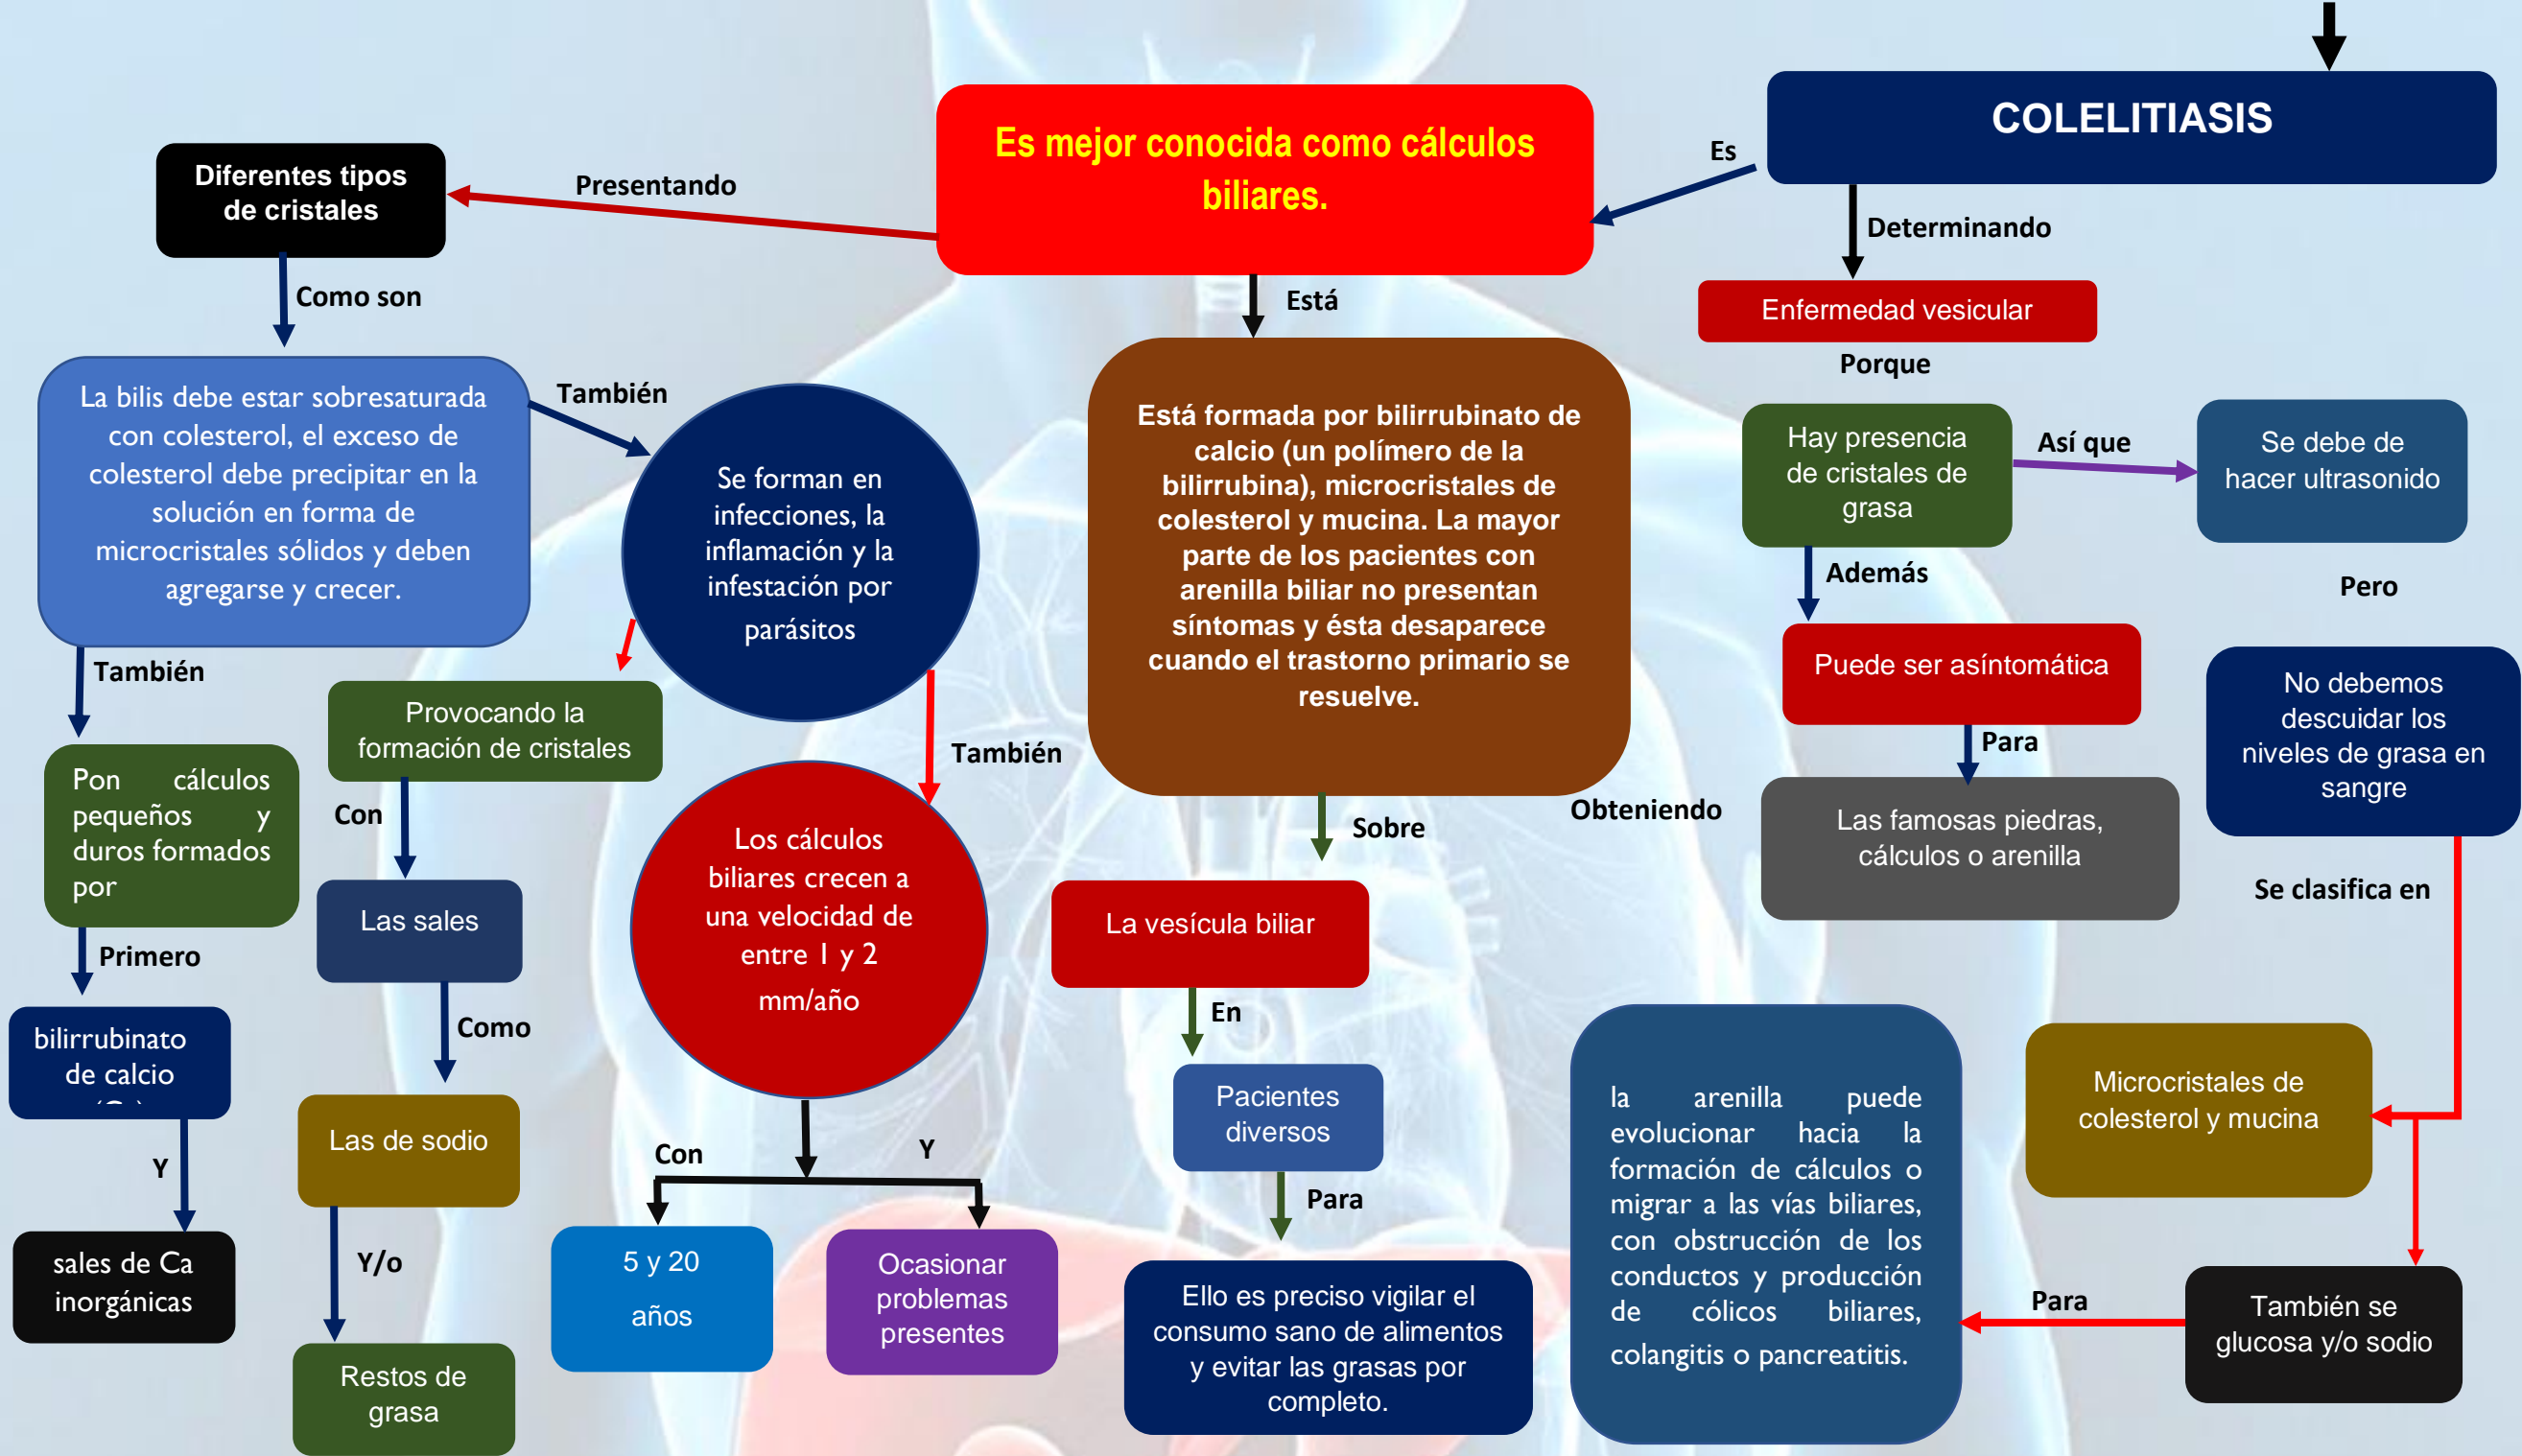 COLELITIASIS
Es
Es mejor conocida como cálculos
biliares.
Presentando
Diferentes tipos
de cristales
Como son
La bilis debe estar sobresaturada
con colesterol, el exceso de
colesterol debe precipitar en la
solución en forma de
microcristales sólidos y deben
agregarse y crecer.
También
Se forman en
infecciones, la
inflamación y la
infestación por
parásitos
También
Pon cálculos
pequeños y
duros formados
por
Primero
bilirrubinato
de calcio
Y
sales de Ca
inorgánicas
Provocando la
formación de cristales
Con
Las sales
Como
Las de sodio
Y/o
Restos de
grasa
También
Los cálculos
biliares crecen a
una velocidad de
entre 1 y 2
mm/año
Con
Y
5 y 20
años
Ocasionar
problemas
presentes
Está
Está formada por bilirrubinato de
calcio (un polímero de la
bilirrubina), microcristales de
colesterol y mucina. La mayor
parte de los pacientes con
arenilla biliar no presentan
síntomas y ésta desaparece
cuando el trastorno primario se
resuelve.
Sobre
La vesícula biliar
En
Pacientes
diversos
Para
Ello es preciso vigilar el
consumo sano de alimentos
y evitar las grasas por
completo.
Obteniendo
Determinando
Enfermedad vesicular
Porque
Hay presencia
de cristales de
grasa
Así que
Se debe de
hacer ultrasonido
Además
Puede ser asíntomática
Para
Las famosas piedras,
cálculos o arenilla
Pero
No debemos
descuidar los
niveles de grasa en
sangre
Se clasifica en
Microcristales de
colesterol y mucina
También se
glucosa y/o sodio
Para
la arenilla puede
evolucionar hacia la
formación de cálculos o
migrar a las vías biliares,
con obstrucción de los
conductos y producción
de cólicos biliares,
colangitis o pancreatitis.